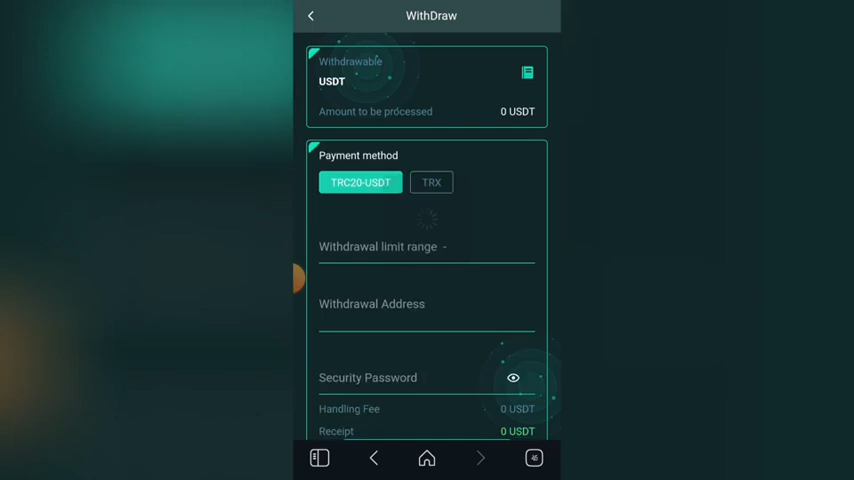 WithDraw
Withdrawable
USDT
Amount to be processed 0 USDT
Payment method
TRC20-USDT TRX
Withdrawal limit range -
Withdrawal Address
Security Password
Handling Fee 0 USDT
Receipt 0 USDT